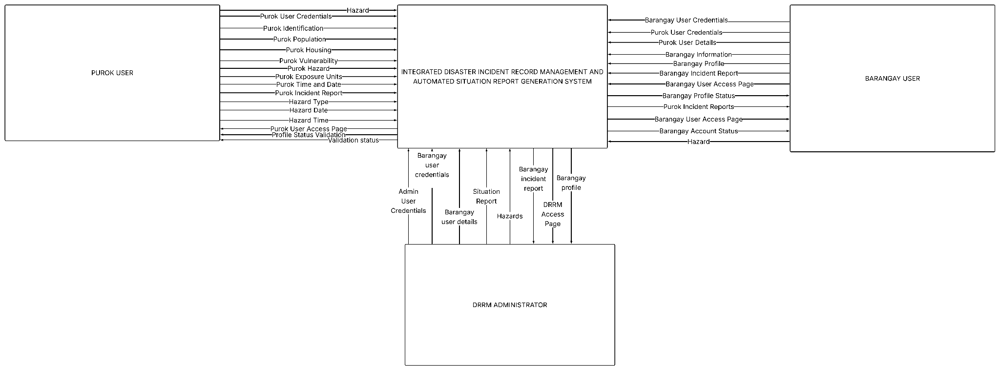 PUROK USER
Hazard
Purok User Credentials
Purok Identification
Purok Population
Purok Housing
Purok Vulnerability
Purok Hazard
Purok Exposure Units
Purok Time and Date
Purok Incident Report
Hazard Type
Hazard Date
Hazard Time
Purok User Access Page
Profile Status Validation
Validation status
INTEGRATED DISASTER INCIDENT RECORD MANAGEMENT AND
AUTOMATED SITUATION REPORT GENERATION SYSTEM
Barangay User Credentials
Purok User Credentials
Purok User Details
Barangay Information
Barangay Profile
Barangay Incident Report
Barangay User Access Page
Barangay Profile Status
Purok Incident Reports
Barangay User Access Page
Barangay Account Status
Hazard
BARANGAY USER
Admin
User
Credentials
Barangay
user
credentials
Barangay
user details
Situation
Report
Hazards
Barangay
incident
report
DRRM
Access
Page
Barangay
profile
DRRM ADMINISTRATOR